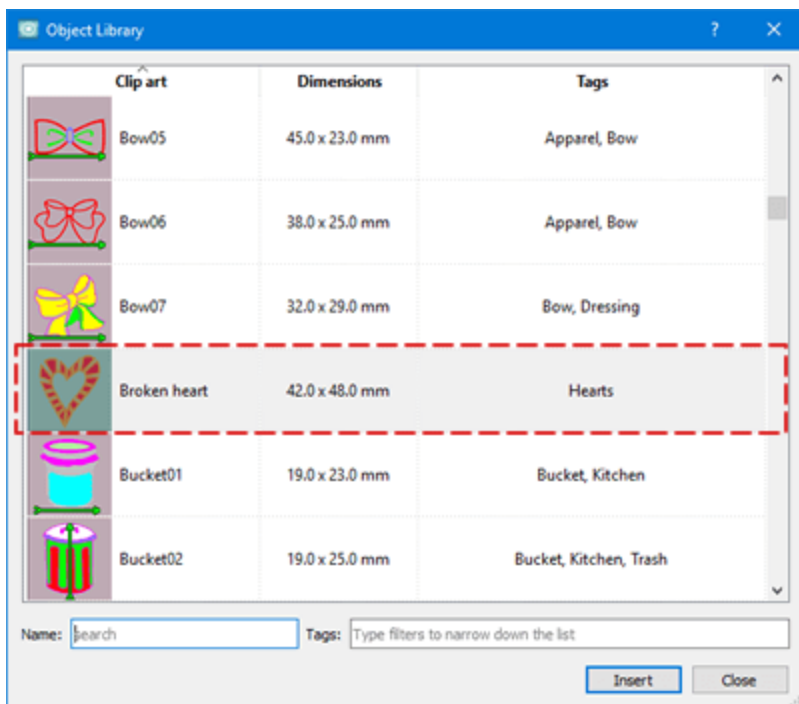 Object Library ?
Clip art Dimensions Tags
Bow05 45.0 x 23.0 mm Apparel, Bow
Bow06 38.0 x 25.0 mm Apparel, Bow
Bow07 32.0 x 29.0 mm Bow, Dressing
Broken heart 42.0 x 48.0 mm Hearts
Bucket01 19.0 x 23.0 mm Bucket, Kitchen
Bucket02 19.0 x 25.0 mm Bucket, Kitchen, Trash
Name: search Tags: Type filters to narrow down the list
Insert Close